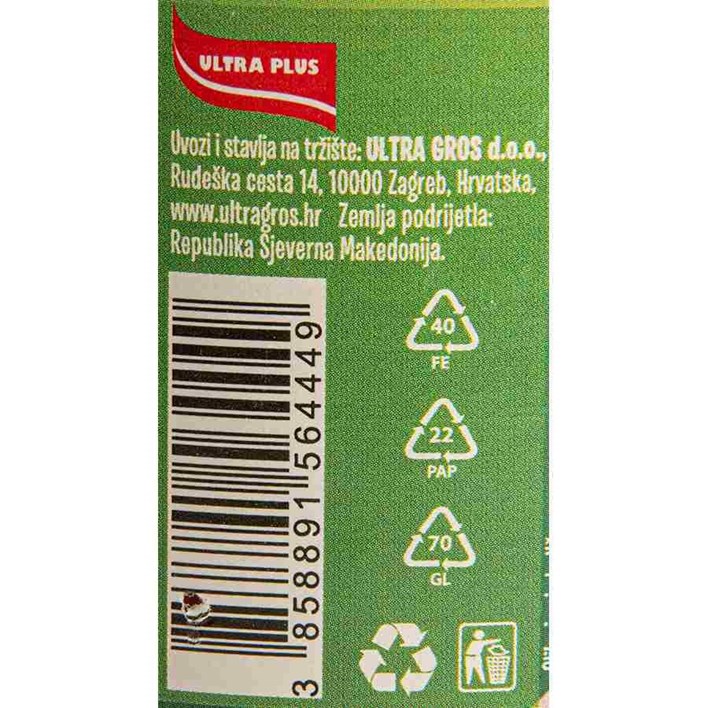 ULTRA PLUS
Uvozi i stavlja na tržište: ULTRA GROS d.o.o.,
Rudeška cesta 14, 10000 Zagreb, Hrvatska,
www.ultragros.hr Zemlja podrijetla:
Republika Sjeverna Makedonija.
40
FE
22
PAP
70
GL
3 858891 564449